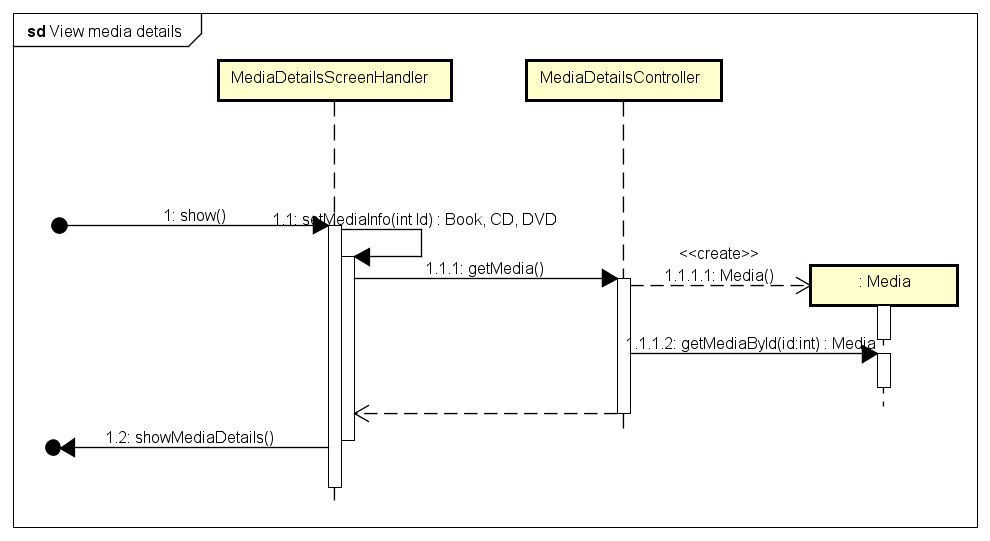 sd View media details
MediaDetailsScreenHandler
MediaDetailsController
1: show()
1.1: setMediaInfo(int Id) : Book, CD, DVD
<<create>>
1.1.1: getMedia()
1.1.1.1: Media()
: Media
1.1.1.2: getMediaById(id:int) : Media
1.2: showMediaDetails()